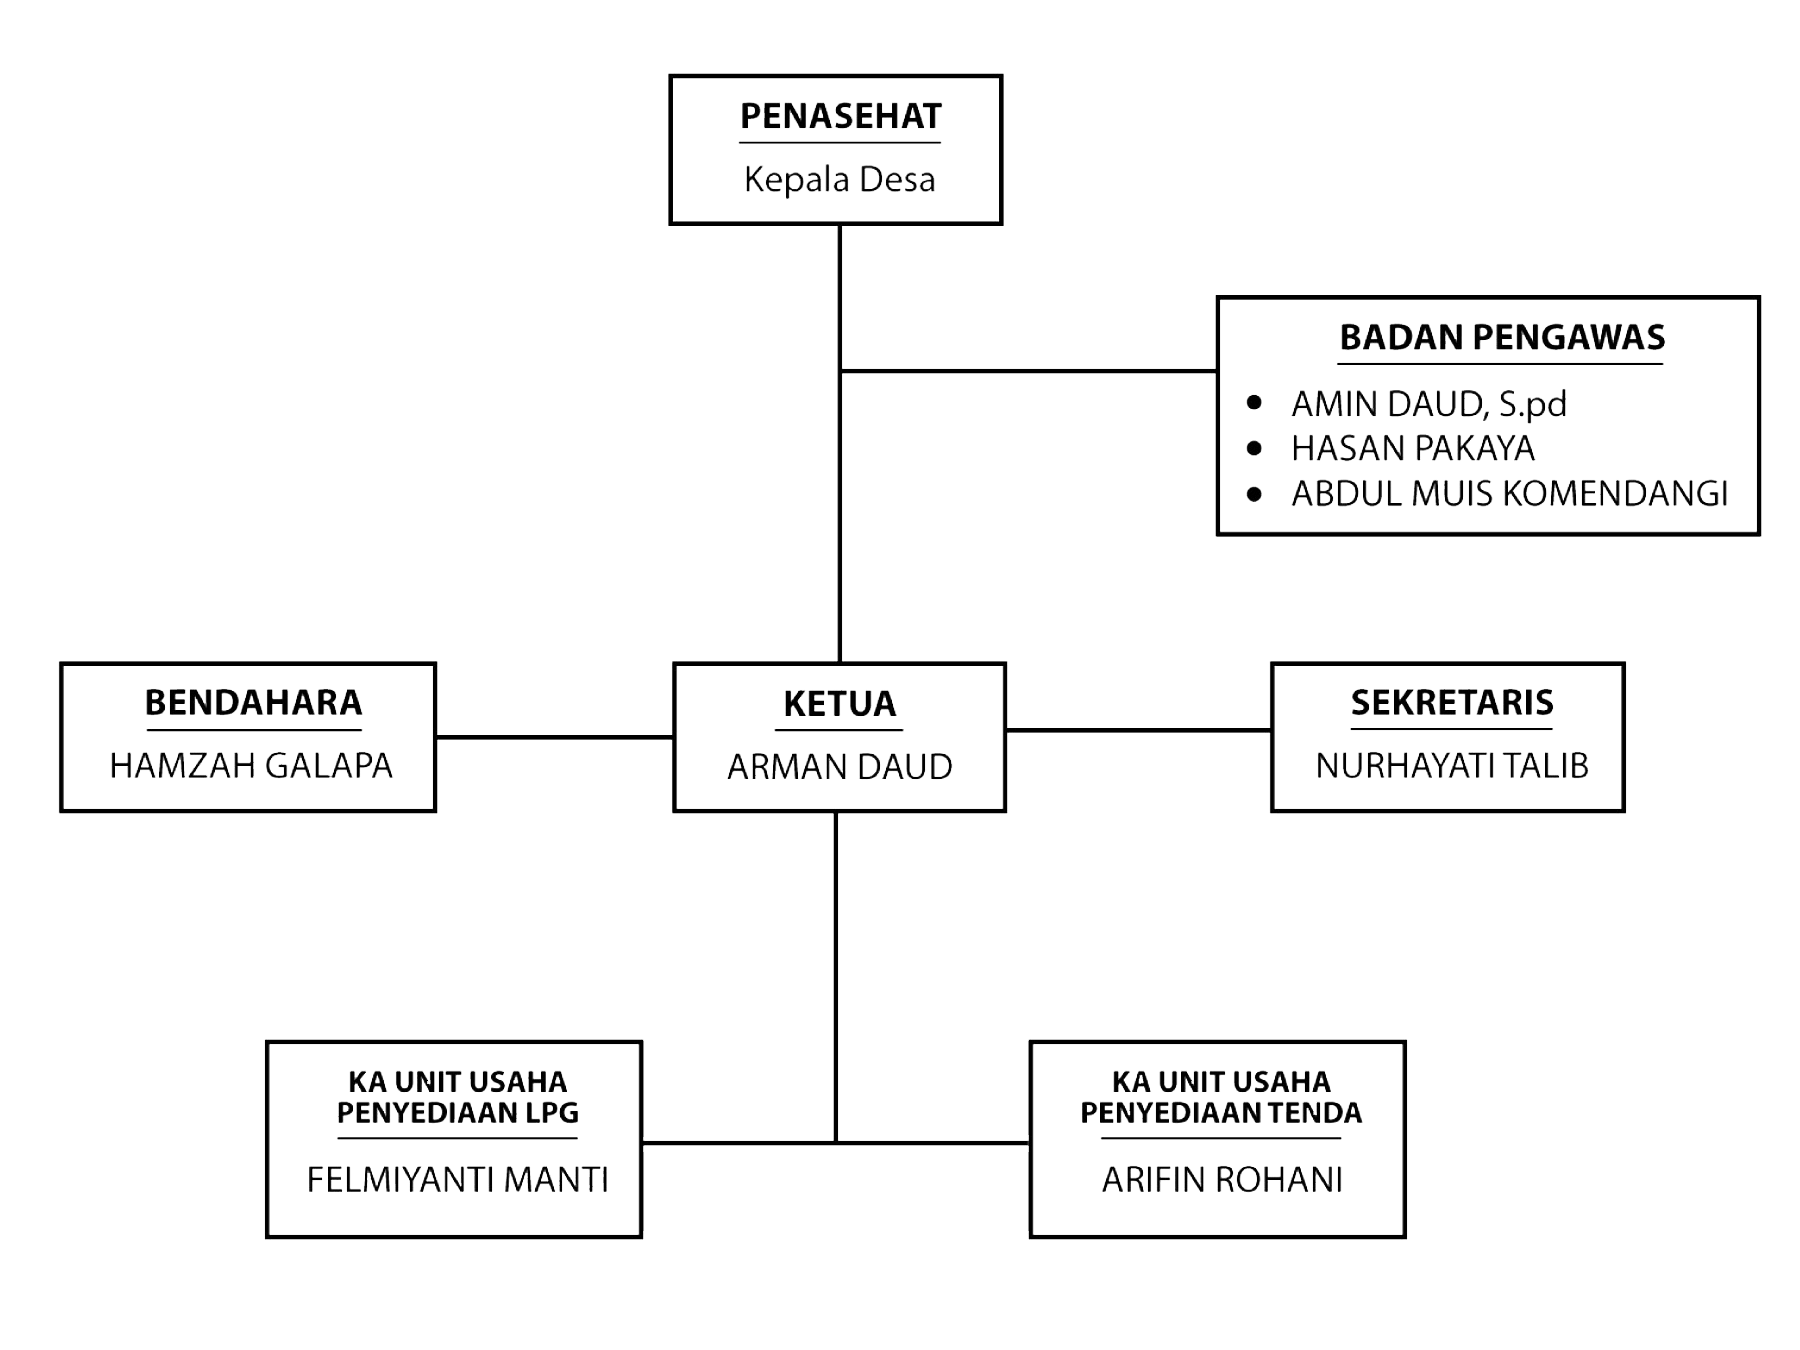 PENASEHAT
Kepala Desa
BADAN PENGAWAS
• AMIN DAUD, S.pd
• HASAN PAKAYA
• ABDUL MUIS KOMENDANGI
BENDAHARA
HAMZAH GALAPA
KETUA
ARMAN DAUD
SEKRETARIS
NURHAYATI TALIB
KA UNIT USAHA
PENYEDIAAN LPG
FELMIYANTI MANTI
KA UNIT USAHA
PENYEDIAAN TENDA
ARIFIN ROHANI